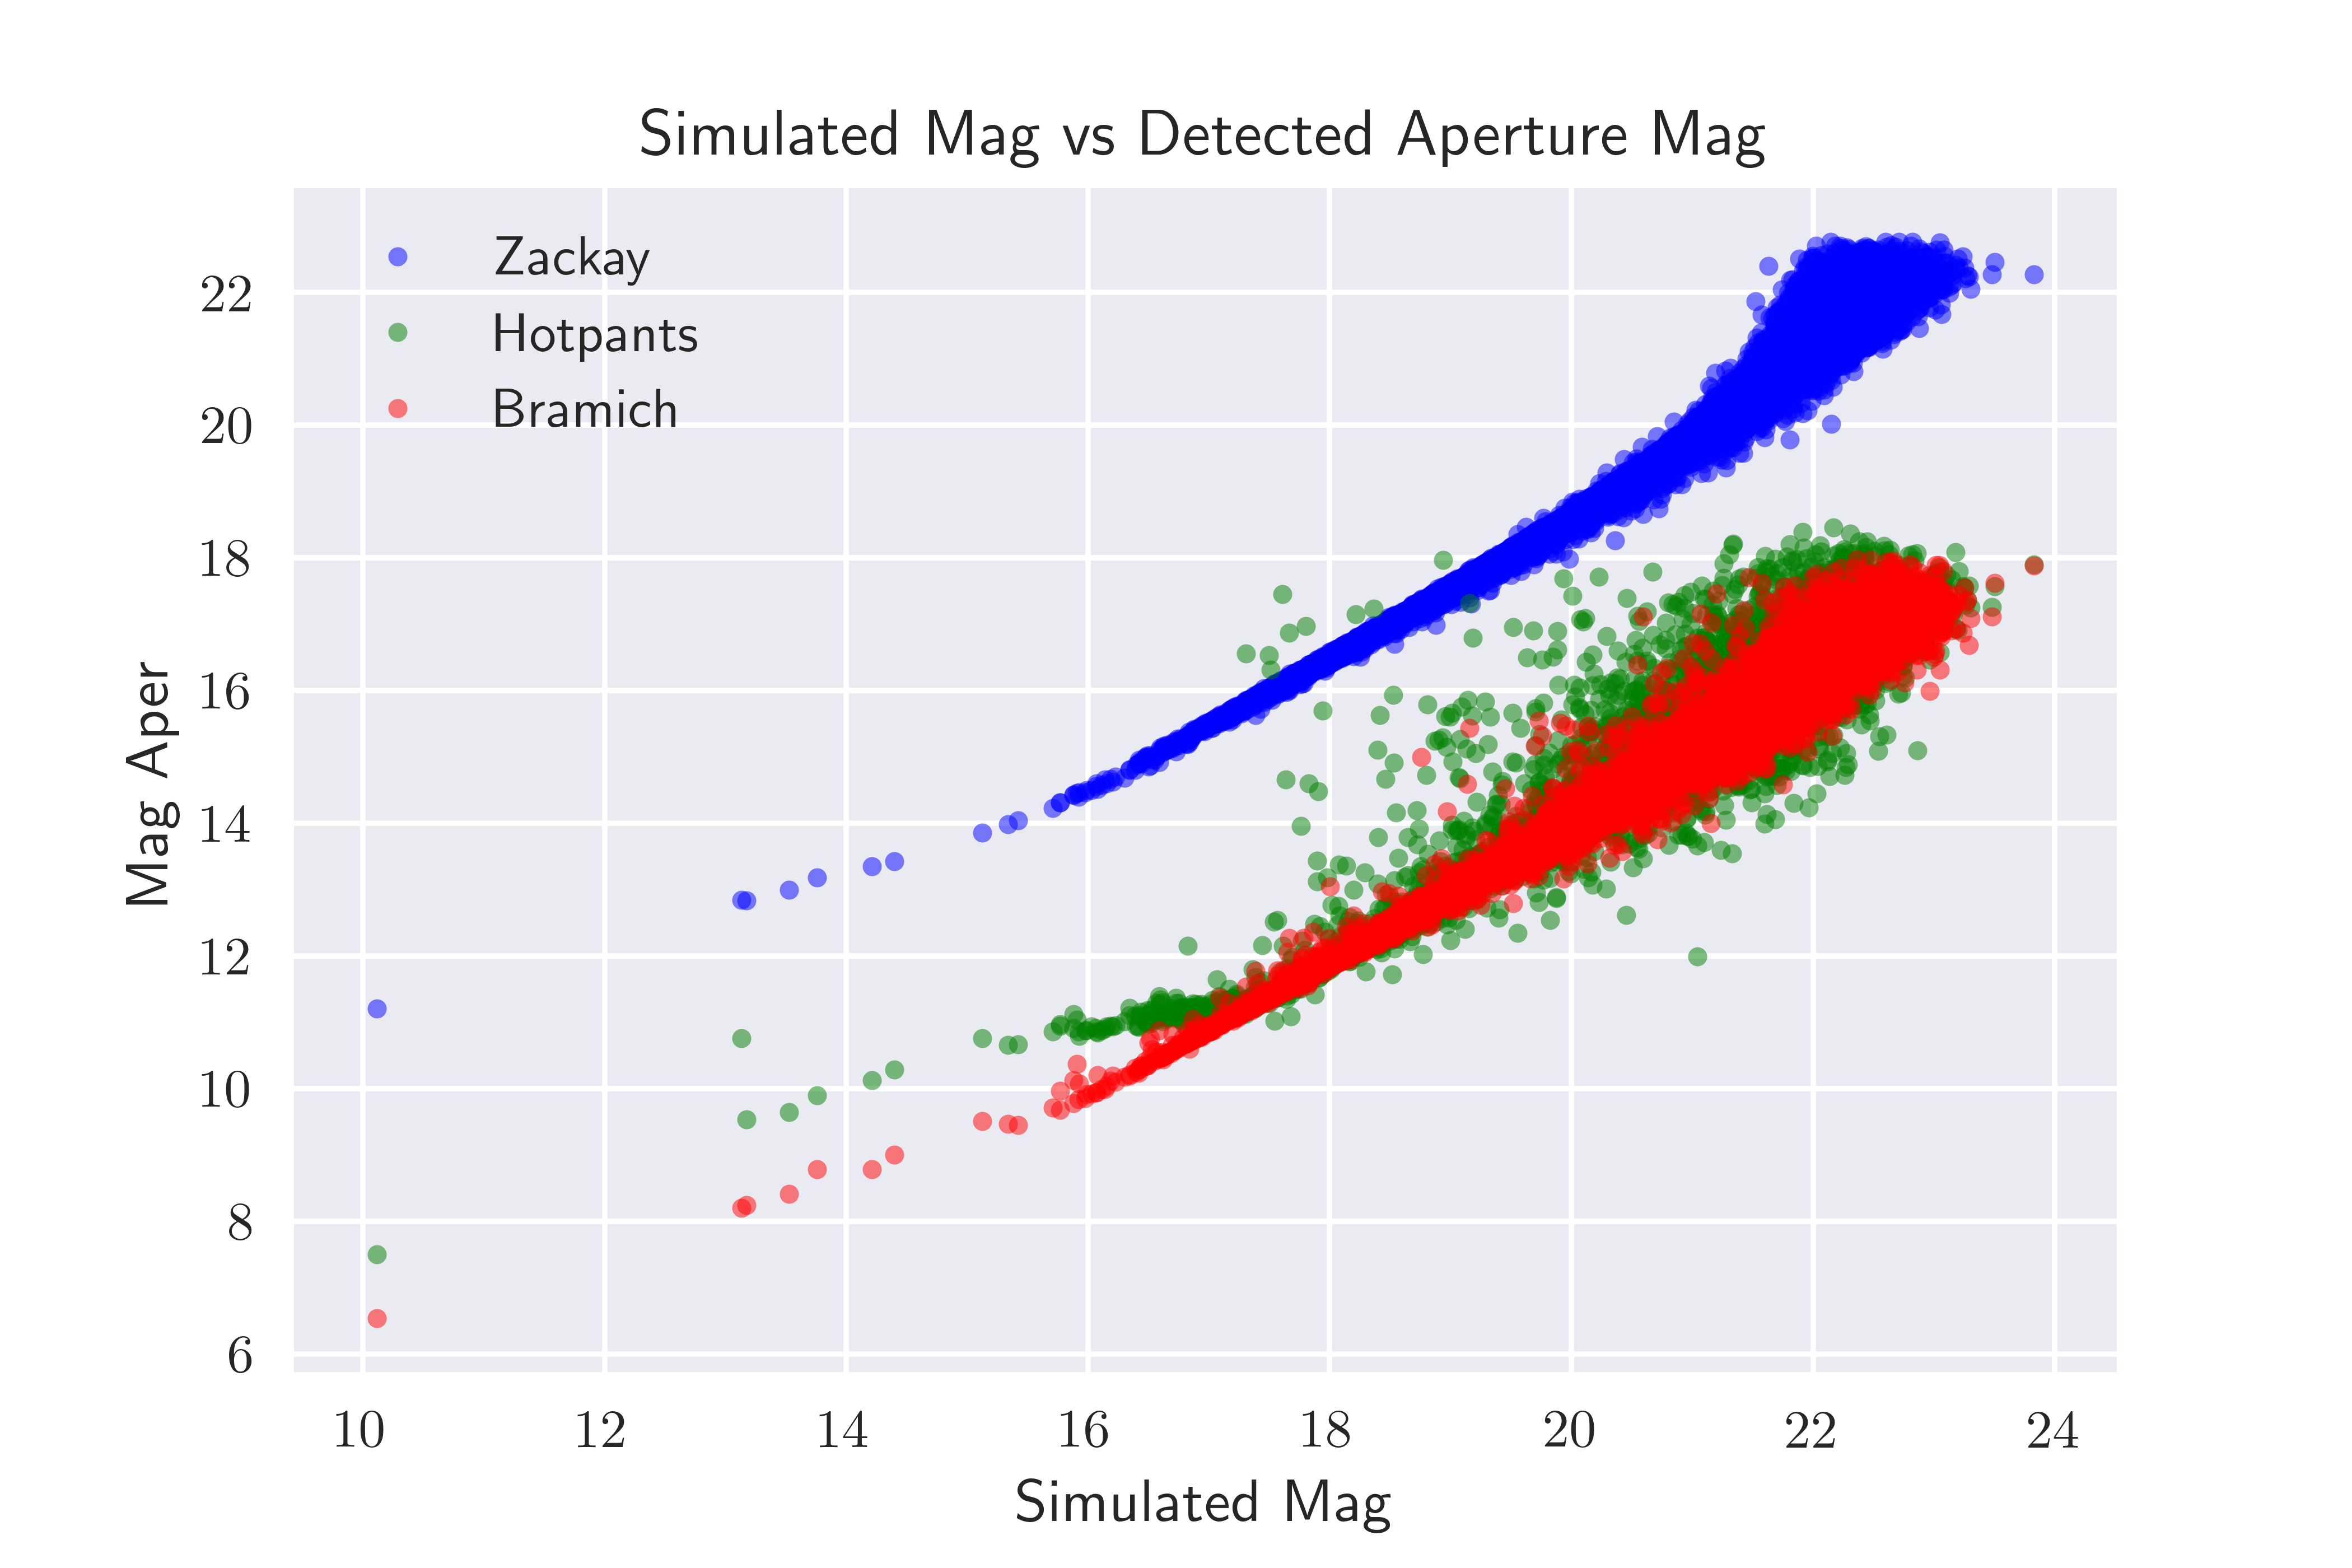 Simulated Mag vs Detected Aperture Mag
Zackay
Hotpants
Bramich
22
20
18
16
14
12
10
8
6
Mag Aper
10 12 14 16 18 20 22 24
Simulated Mag